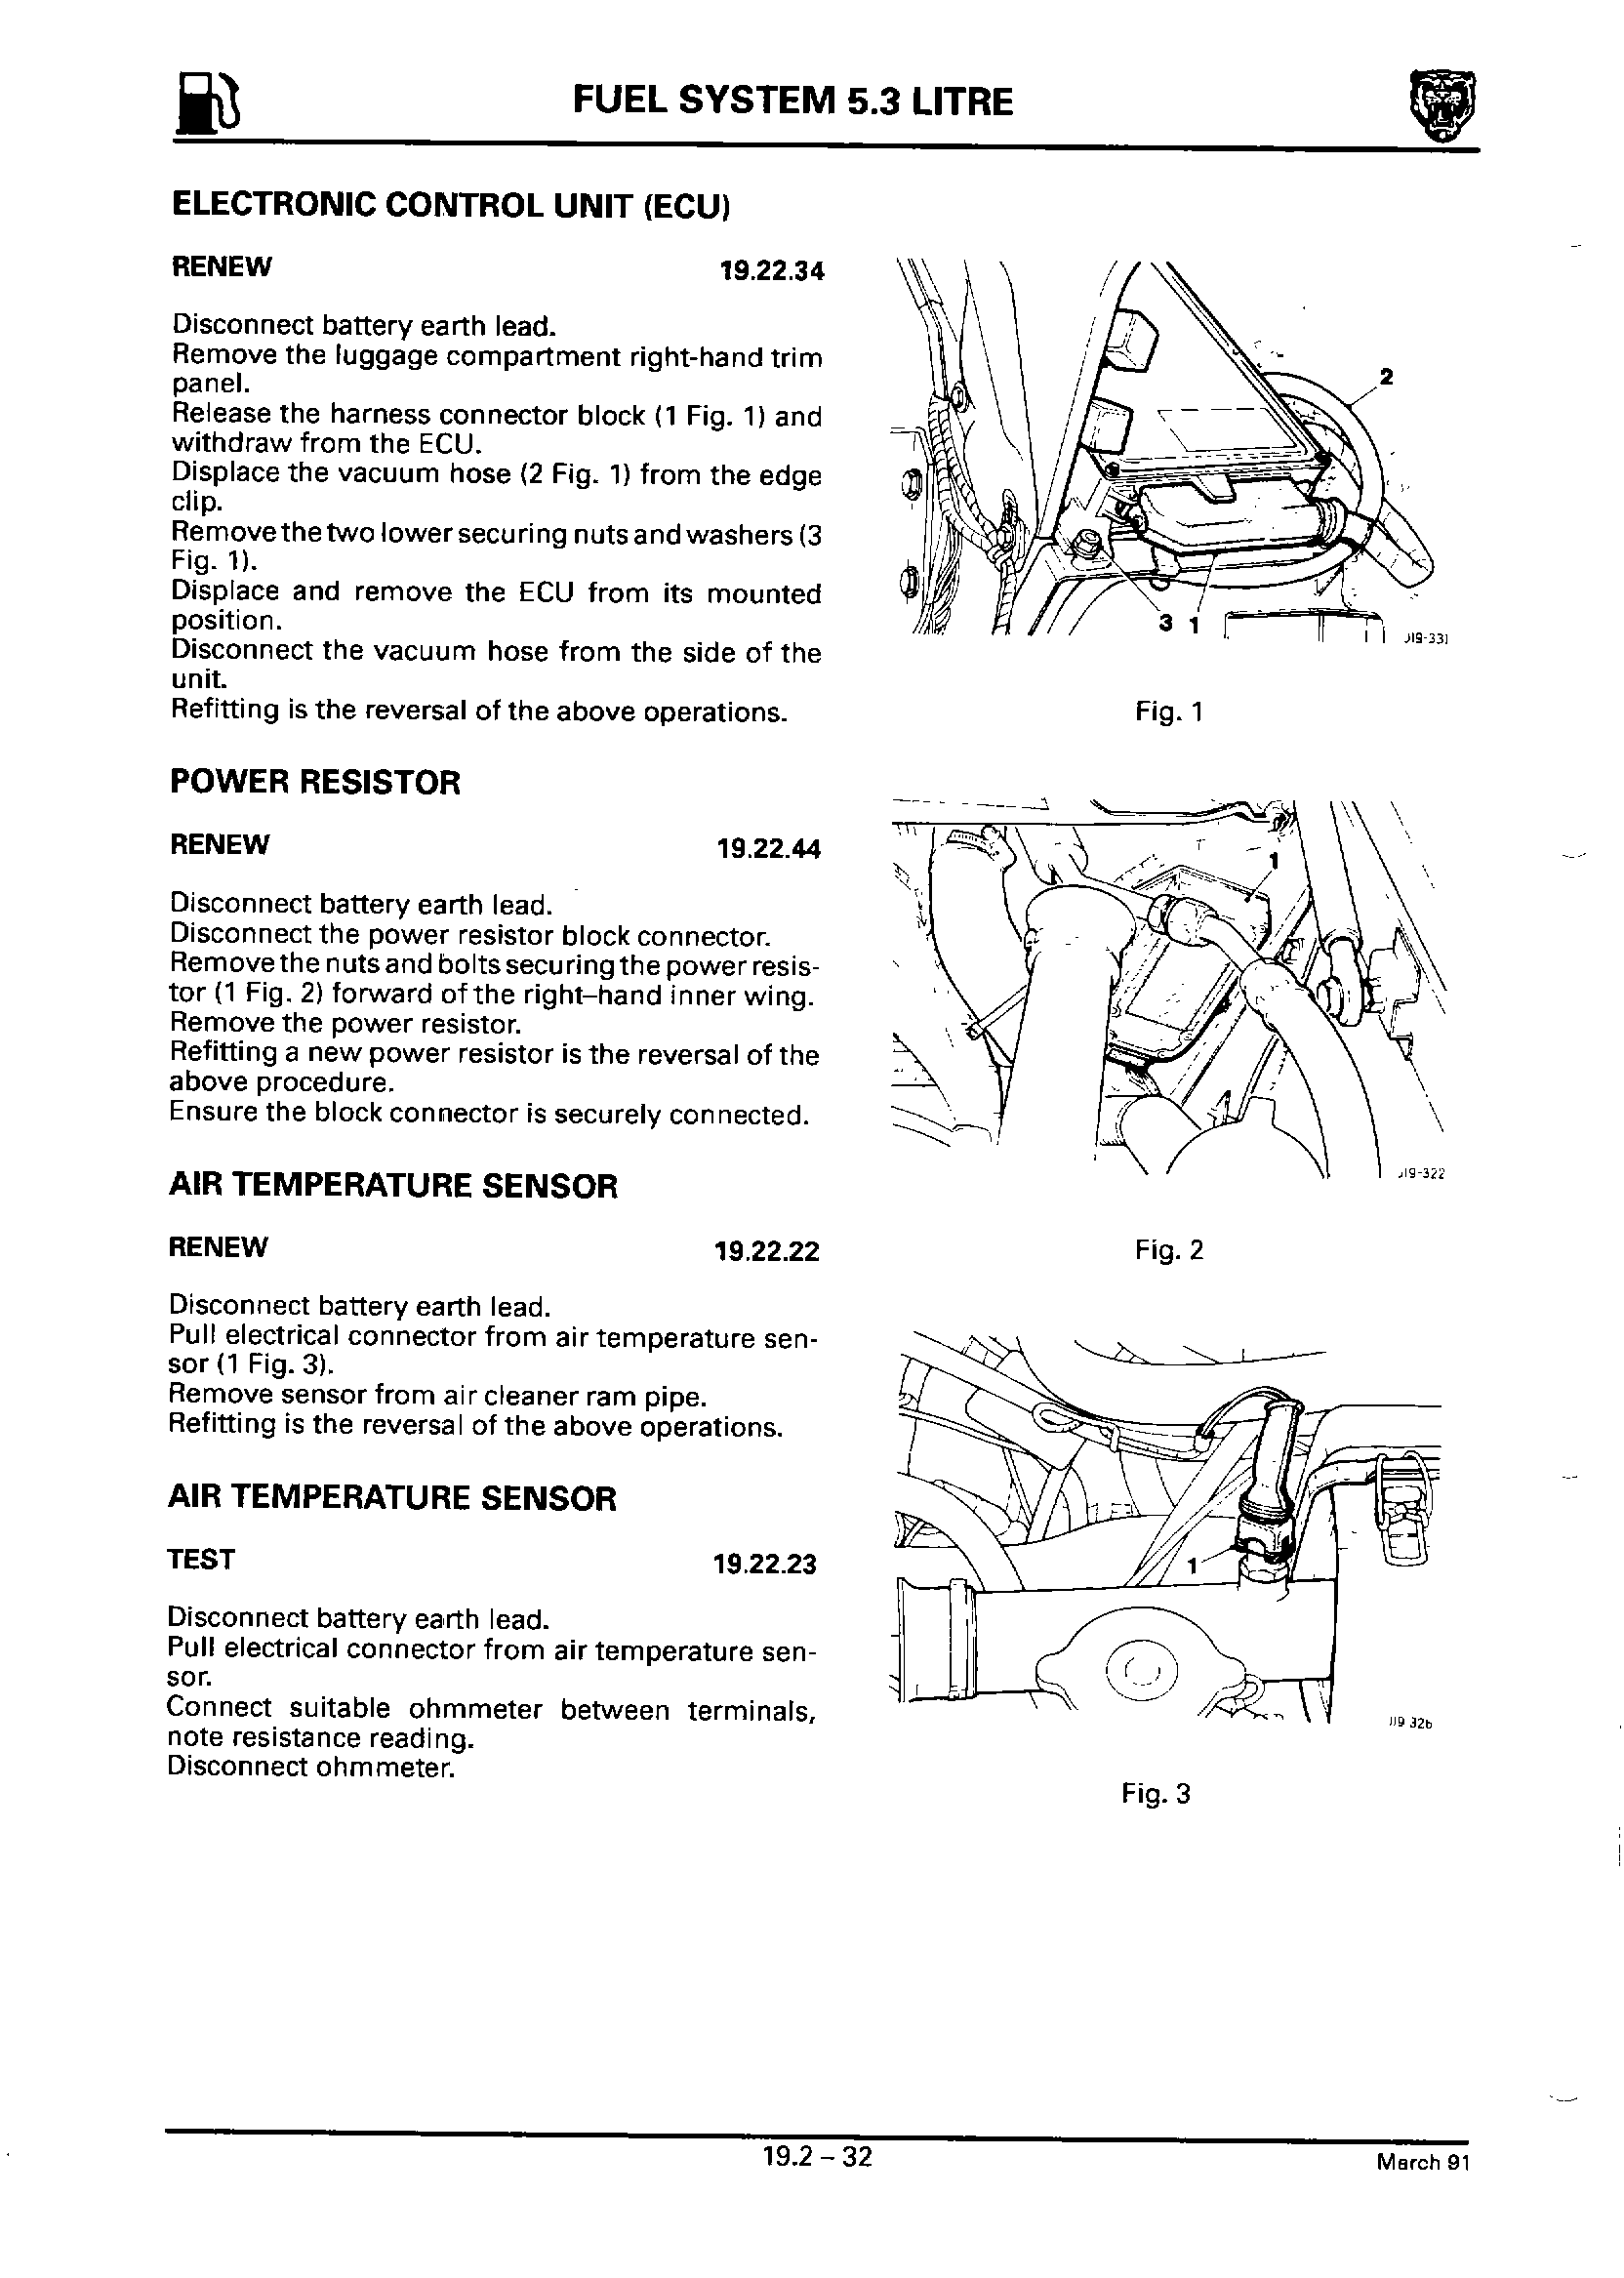 FUEL SYSTEM 5.3 LITRE
ELECTRONIC CONTROL UNIT (ECU)
RENEW 19.22.34
Disconnect battery earth lead.
Remove the luggage compartment right-hand trim
panel.
Release the harness connector block (1 Fig. 1) and
withdraw from the ECU.
Displace the vacuum hose (2 Fig. 1) from the edge
clip.
Remove the two lower securing nuts and washers (3
Fig. 1).
Displace and remove the ECU from its mounted
position.
Disconnect the vacuum hose from the side of the
unit.
Refitting is the reversal of the above operations.
2
3 1
J19-331
Fig. 1
POWER RESISTOR
RENEW 19.22.44
Disconnect battery earth lead.
Disconnect the power resistor block connector.
Remove the nuts and bolts securing the power resis-
tor (1 Fig. 2) forward of the right–hand inner wing.
Remove the power resistor.
Refitting a new power resistor is the reversal of the
above procedure.
Ensure the block connector is securely connected.
1
J19-322
Fig. 2
AIR TEMPERATURE SENSOR
RENEW 19.22.22
Disconnect battery earth lead.
Pull electrical connector from air temperature sen-
sor (1 Fig. 3).
Remove sensor from air cleaner ram pipe.
Refitting is the reversal of the above operations.
AIR TEMPERATURE SENSOR
TEST 19.22.23
Disconnect battery earth lead.
Pull electrical connector from air temperature sen-
sor.
Connect suitable ohmmeter between terminals,
note resistance reading.
Disconnect ohmmeter.
1
J19 32b
Fig. 3
19.2 – 32
March 91